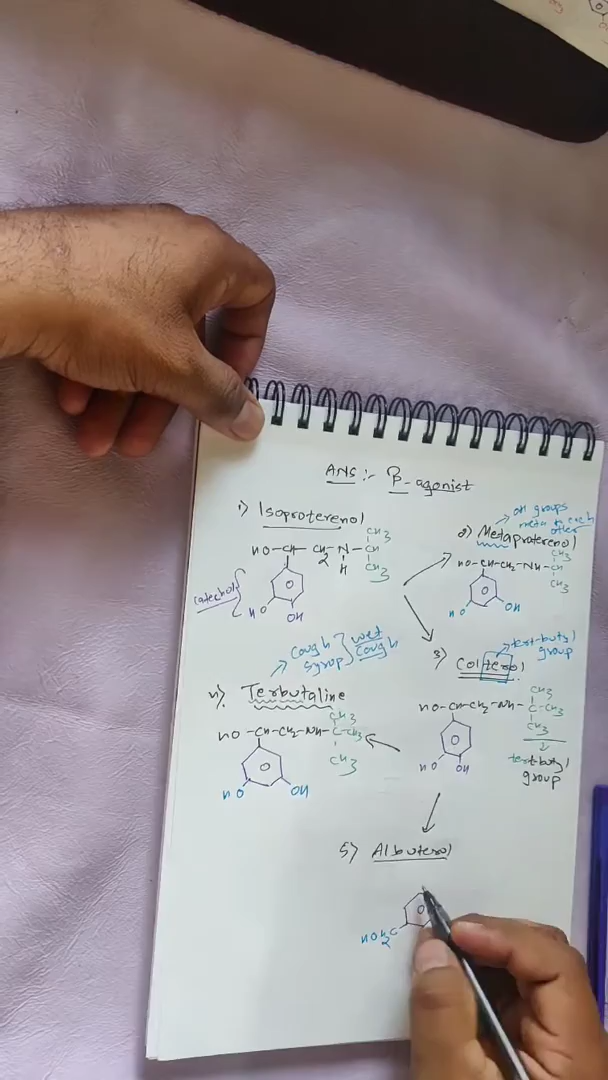 ANS :- β-agonist
1) Isoproterenol
HO-CH-CH2-N-CH
CH3
CH3
H
catechol
HO
OH
2) Metaproterenol
OH groups
meta to each
other
HO-CH-CH2-NH-CH
CH3
CH3
HO
OH
3) Colterol
tert-butyl
group
HO-CH-CH2-NH-C-CH3
CH3
CH3
HO
OH
tert-butyl
group
4) Terbutaline
Cough
Syrup
wet
Cough
HO-CH-CH2-NH-C-CH3
CH3
CH3
HO
OH
5) Albuterol
HOH2C